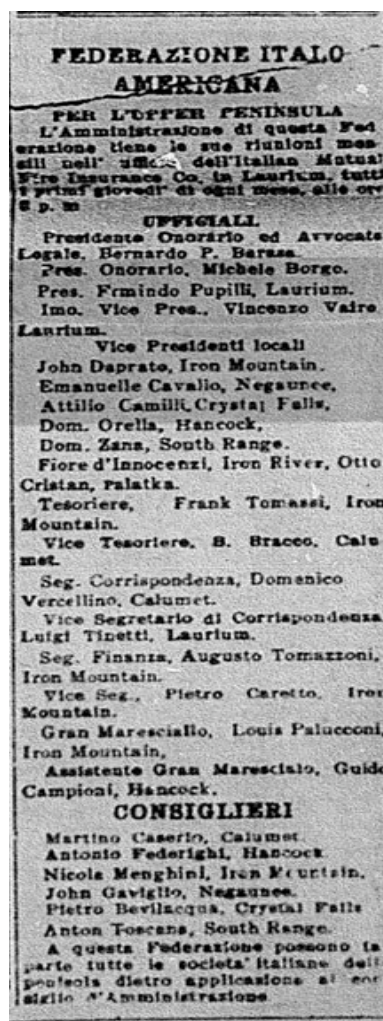 FEDERAZIONE ITALO
AMERICANA
PER L'UPPER PENINSULA
L'Amministrazione di questa Fed
erazione tiene le sue riunioni men
sili nell' uffico dell'Italian Mutual
Fire Insurance Co. in Laurium, tutti
i primi giovedi' di ogni mese, alle ore
8 p. m
UFFICIALI.
Presidente Onorario ed Avvocato
Legale, Bernardo P. Barasa.
Pres. Onorario, Michele Borgo.
Pres. Frmindo Pupilli, Laurium.
Imo. Vice Pres., Vincenzo Vairo
Laurium.
Vice Presidenti locali
John Daprato, Iron Mountain.
Emanuelle Cavallo, Negaunee,
Attilio Camilli, Crystal Falls,
Dom. Orella, Hancock,
Dom. Zana, South Range.
Fiore d'Innocenzi, Iron River, Otto
Cristan, Palatka.
Tesoriere, Frank Tomassi, Iron
Mountain.
Vice Tesoriere, B. Bracco, Calu
met.
Seg. Corrispondenza, Domenico
Vercellino, Calumet.
Vice Segretario di Corrispondenza
Luigi Tinetti, Laurium.
Seg. Finanza, Augusto Tomazzoni,
Iron Mountain.
Vice Seg., Pietro Caretto, Iron
Mountain.
Gran Maresciallo, Louis Palucconi,
Iron Mountain,
Assistente Gran Marescialo, Guido
Campioni, Hancock.
CONSIGLIERI
Martino Caserio, Calumet.
Antonio Federighi, Hancock
Nicola Menghini, Iron Mountain.
John Gaviglio, Negaunee.
Pietro Bevilacqua, Crystal Falls
Anton Toscana, South Range.
A questa Federazione possono fa
parte tutte le societa' italiane dell
penisola dietro applicazione al con
siglio d'Amministrazione